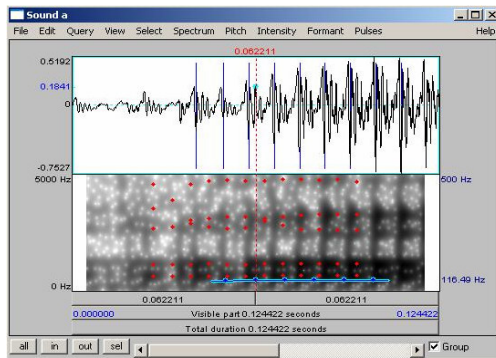 Sound a
File Edit Query View Select Spectrum Pitch Intensity Formant Pulses Help
0.062211
0.5192
0.1841
0
-0.7527
5000 Hz 500 Hz
116.49 Hz
0 Hz
0.062211 0.062211
0.000000 Visible part 0.124422 seconds 0.124422
Total duration 0.124422 seconds
all in out sel Group